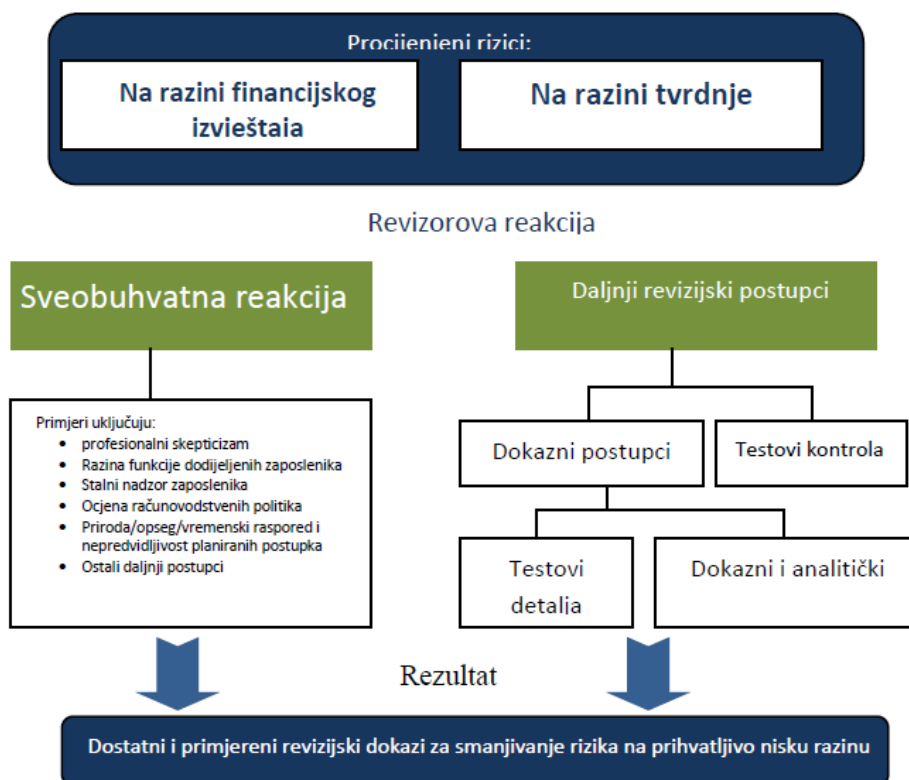 Procijenjeni rizici:
Na razini financijskog
izvještaja
Na razini tvrdnje
Revizorova reakcija
Sveobuhvatna reakcija
Daljnji revizijski postupci
Primjeri uključuju:
• profesionalni skepticizam
• Razina funkcije dodijeljenih zaposlenika
• Stalni nadzor zaposlenika
• Ocjena računovodstvenih politika
• Priroda/opseg/vremenski raspored i
nepredvidljivost planiranih postupka
• Ostali daljnji postupci
Dokazni postupci
Testovi kontrola
Testovi
detalja
Dokazni i analitički
Rezultat
Dostatni i primjereni revizijski dokazi za smanjivanje rizika na prihvatljivo nisku razinu